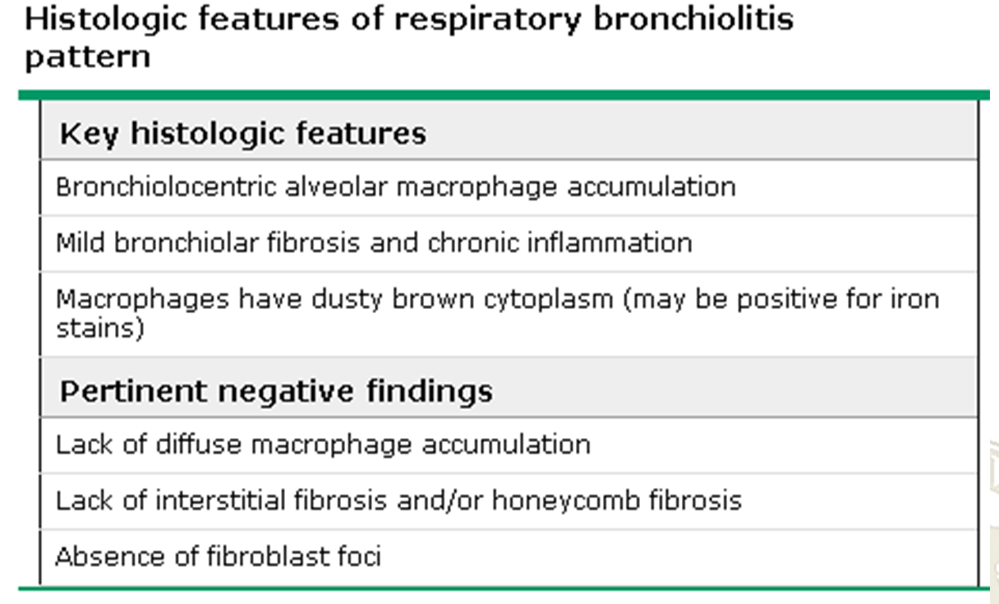 Histologic features of respiratory bronchiolitis
pattern
Key histologic features
Bronchiolocentric alveolar macrophage accumulation
Mild bronchiolar fibrosis and chronic inflammation
Macrophages have dusty brown cytoplasm (may be positive for iron
stains)
Pertinent negative findings
Lack of diffuse macrophage accumulation
Lack of interstitial fibrosis and/or honeycomb fibrosis
Absence of fibroblast foci